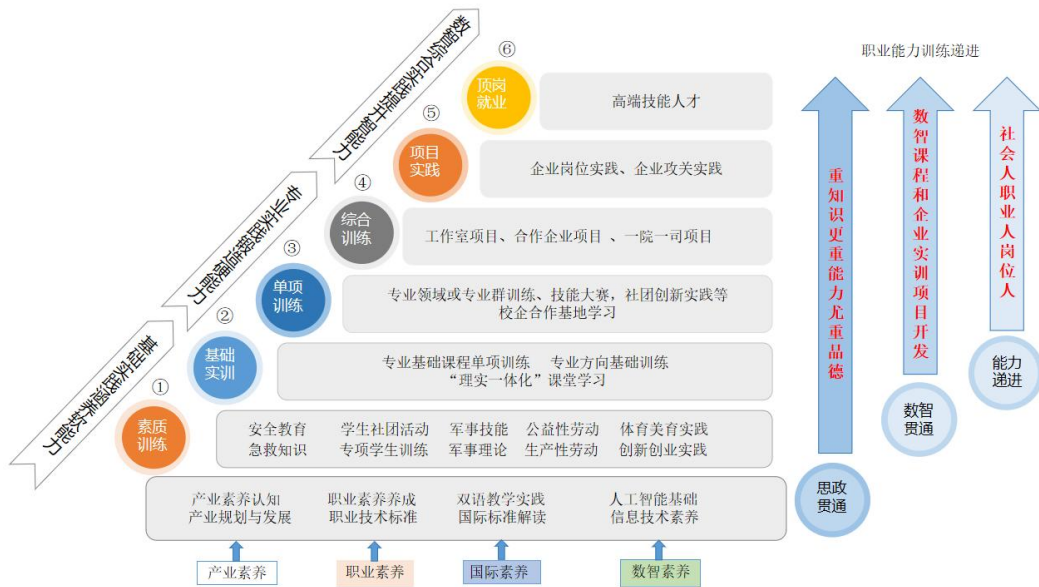 职业能力训练递进
数智综合实践提升智能力
专业实践锻造硬能力
基础实践涵养软能力
⑥
顶岗
就业
高端技能人才
⑤
项目
实践
企业岗位实践、企业攻关实践
④
综合
训练
工作室项目、合作企业项目 、一院一司项目
③
单项
训练
专业领域或专业群训练、技能大赛，社团创新实践等
校企合作基地学习
②
基础
实训
专业基础课程单项训练 专业方向基础训练
“理实一体化”课堂学习
①
素质
训练
安全教育 学生社团活动 军事技能 公益性劳动 体育美育实践
急救知识 专项学生训练 军事理论 生产性劳动 创新创业实践
产业素养认知 职业素养养成 双语教学实践 人工智能基础
产业规划与发展 职业技术标准 国际标准解读 信息技术素养
产业素养 职业素养 国际素养 数智素养
重知识更重能力尤重品德
思政
贯通
数智课程和企业实训项目开发
数智
贯通
社会人职业人岗位人
能力
递进